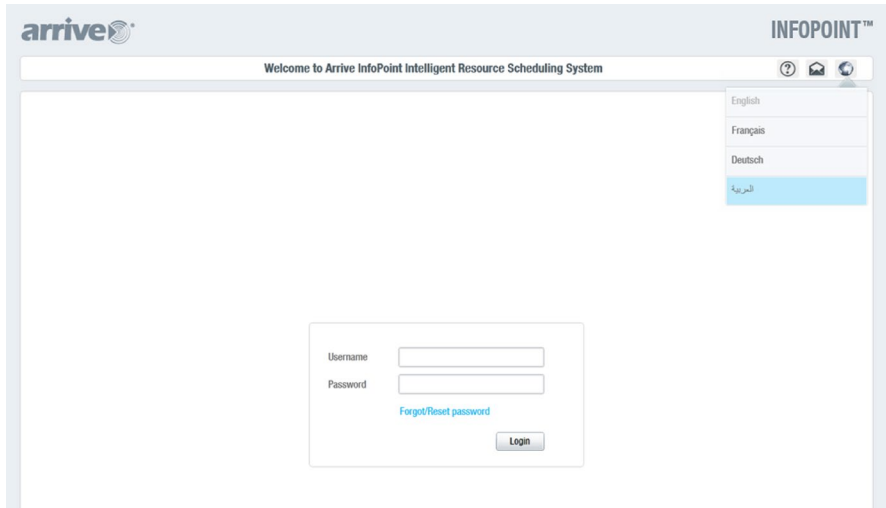 arrive
INFOPOINT™
Welcome to Arrive InfoPoint Intelligent Resource Scheduling System
English
Français
Deutsch
العربية
Username
Password
Forgot/Reset password
Login